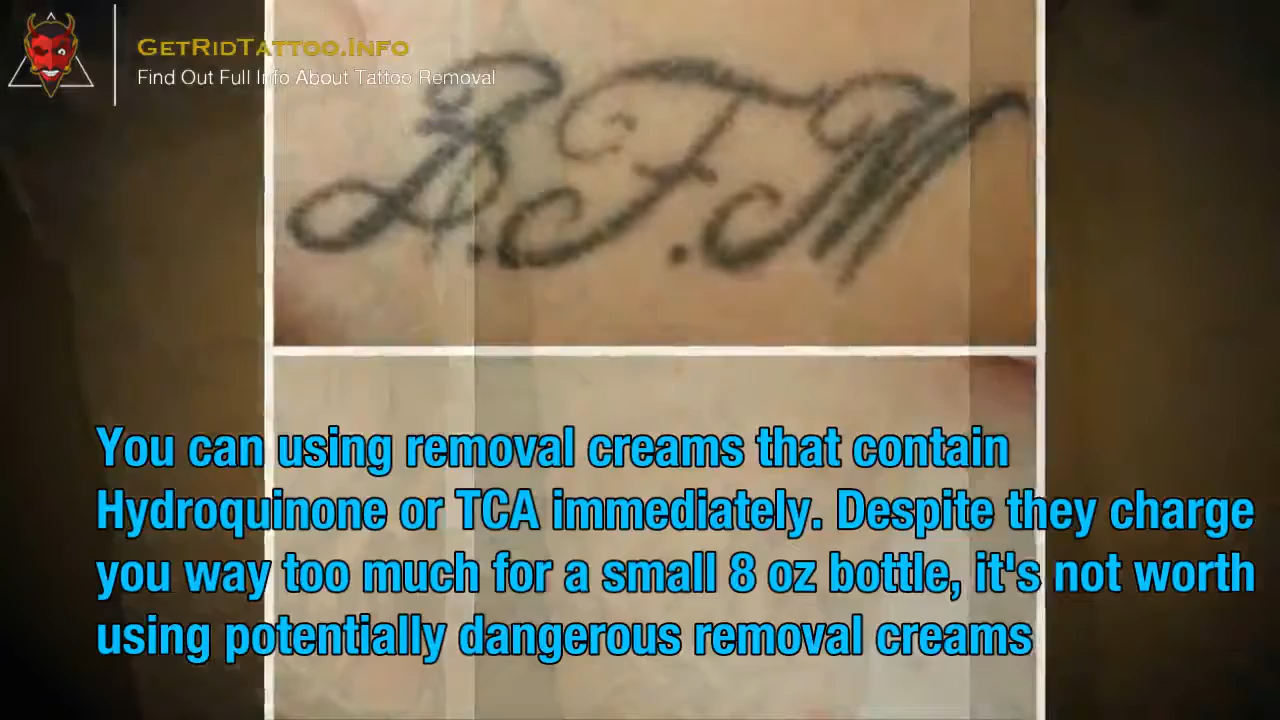 GetRidTattoo.Info
Find Out Full Info About Tattoo Removal
B.F.M
You can using removal creams that contain
Hydroquinone or TCA immediately. Despite they charge
you way too much for a small 8 oz bottle, it's not worth
using potentially dangerous removal creams